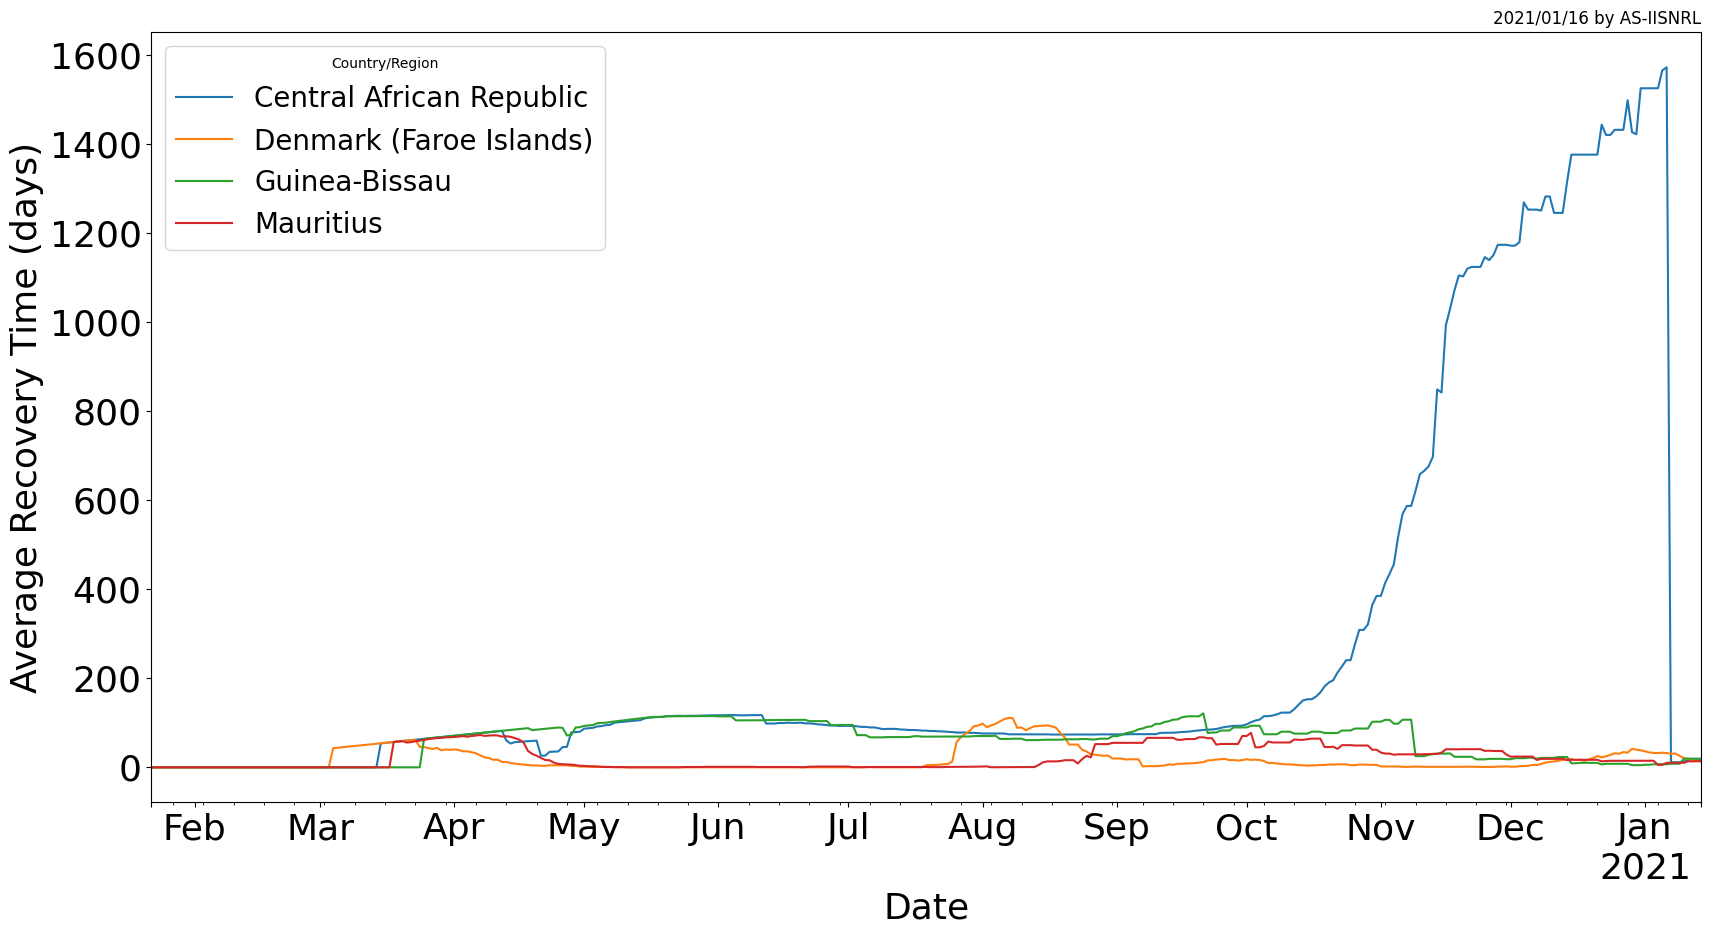 2021/01/16 by AS-IISNRL
Country/Region
Central African Republic
Denmark (Faroe Islands)
Guinea-Bissau
Mauritius
Average Recovery Time (days)
1600
1400
1200
1000
800
600
400
200
0
Feb Mar Apr May Jun Jul Aug Sep Oct Nov Dec Jan
2021
Date